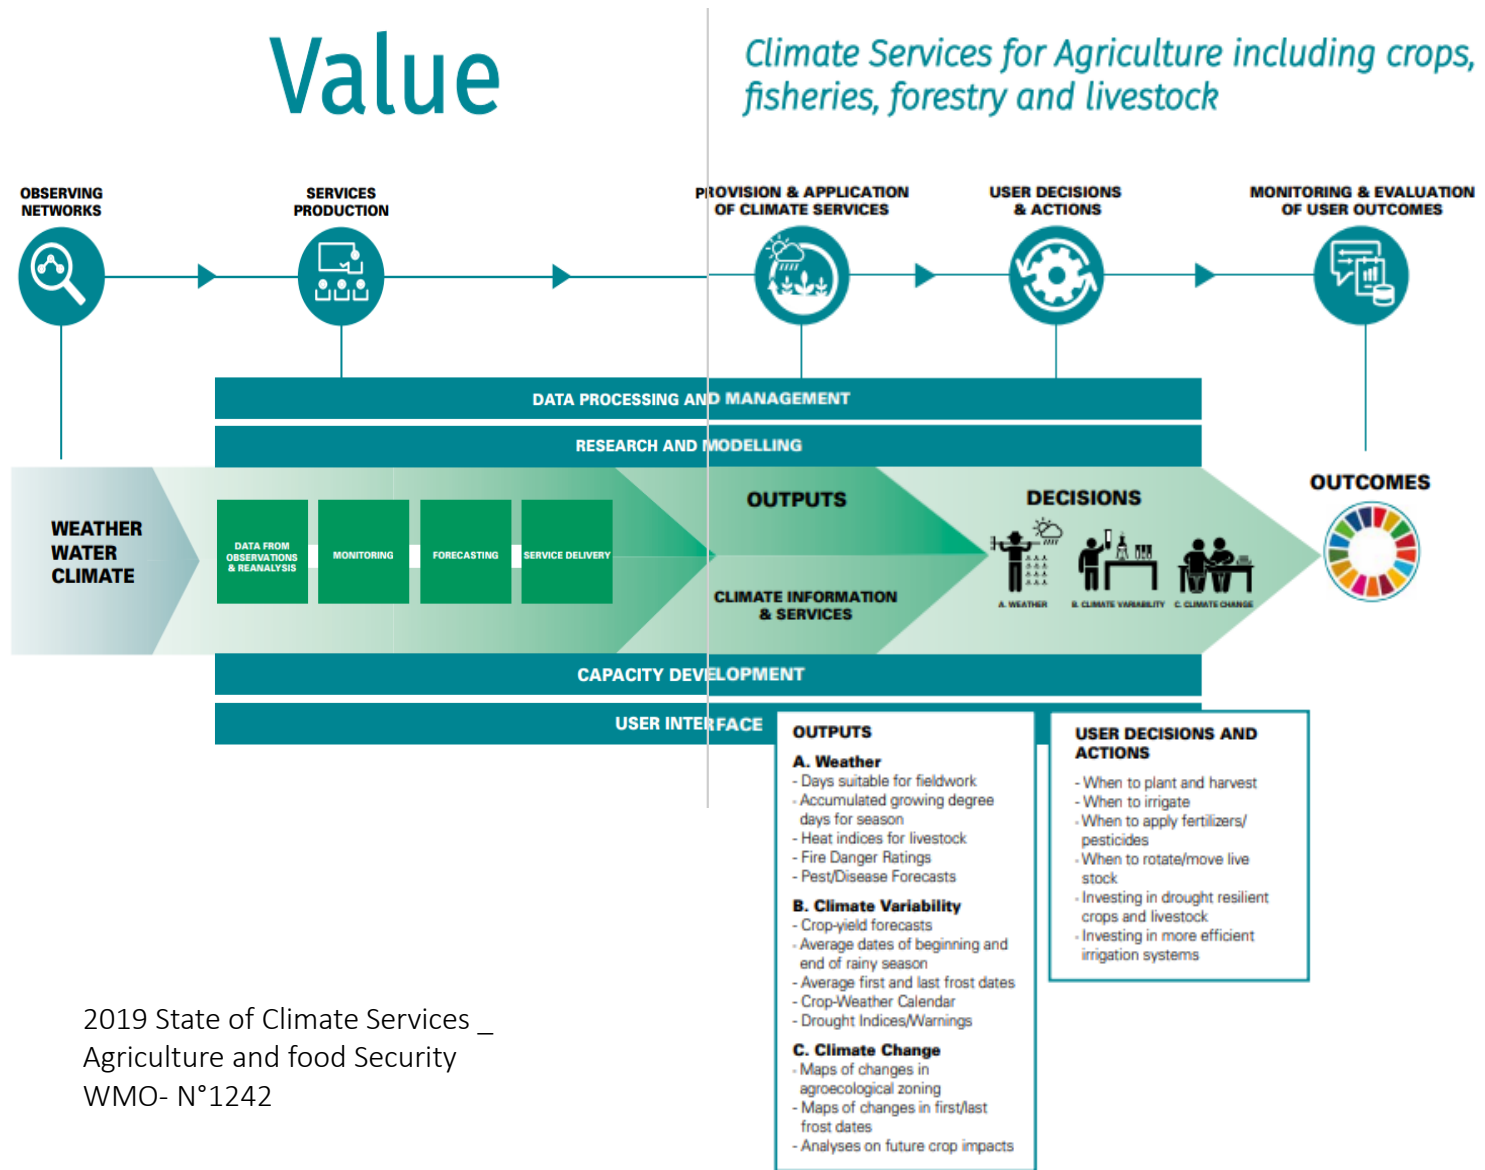 Value
Climate Services for Agriculture including crops,
fisheries, forestry and livestock
OBSERVING
NETWORKS
SERVICES
PRODUCTION
PROVISION & APPLICATION
OF CLIMATE SERVICES
USER DECISIONS
& ACTIONS
MONITORING & EVALUATION
OF USER OUTCOMES
DATA PROCESSING AND MANAGEMENT
RESEARCH AND MODELLING
WEATHER
WATER
CLIMATE
DATA FROM
OBSERVATIONS
& REANALYSIS
MONITORING
FORECASTING
SERVICE DELIVERY
OUTPUTS
CLIMATE INFORMATION
& SERVICES
DECISIONS
A. WEATHER
B. CLIMATE VARIABILITY
C. CLIMATE CHANGE
OUTCOMES
CAPACITY DEVELOPMENT
USER INTERFACE
OUTPUTS
A. Weather
- Days suitable for fieldwork
- Accumulated growing degree
days for season
- Heat indices for livestock
- Fire Danger Ratings
- Pest/Disease Forecasts
B. Climate Variability
- Crop-yield forecasts
- Average dates of beginning and
end of rainy season
- Average first and last frost dates
- Crop-Weather Calendar
- Drought Indices/Warnings
C. Climate Change
- Maps of changes in
agroecological zoning
- Maps of changes in first/last
frost dates
- Analyses on future crop impacts
USER DECISIONS AND
ACTIONS
- When to plant and harvest
- When to irrigate
- When to apply fertilizers/
pesticides
- When to rotate/move live
stock
- Investing in drought resilient
crops and livestock
- Investing in more efficient
irrigation systems
2019 State of Climate Services _
Agriculture and food Security
WMO- N°1242